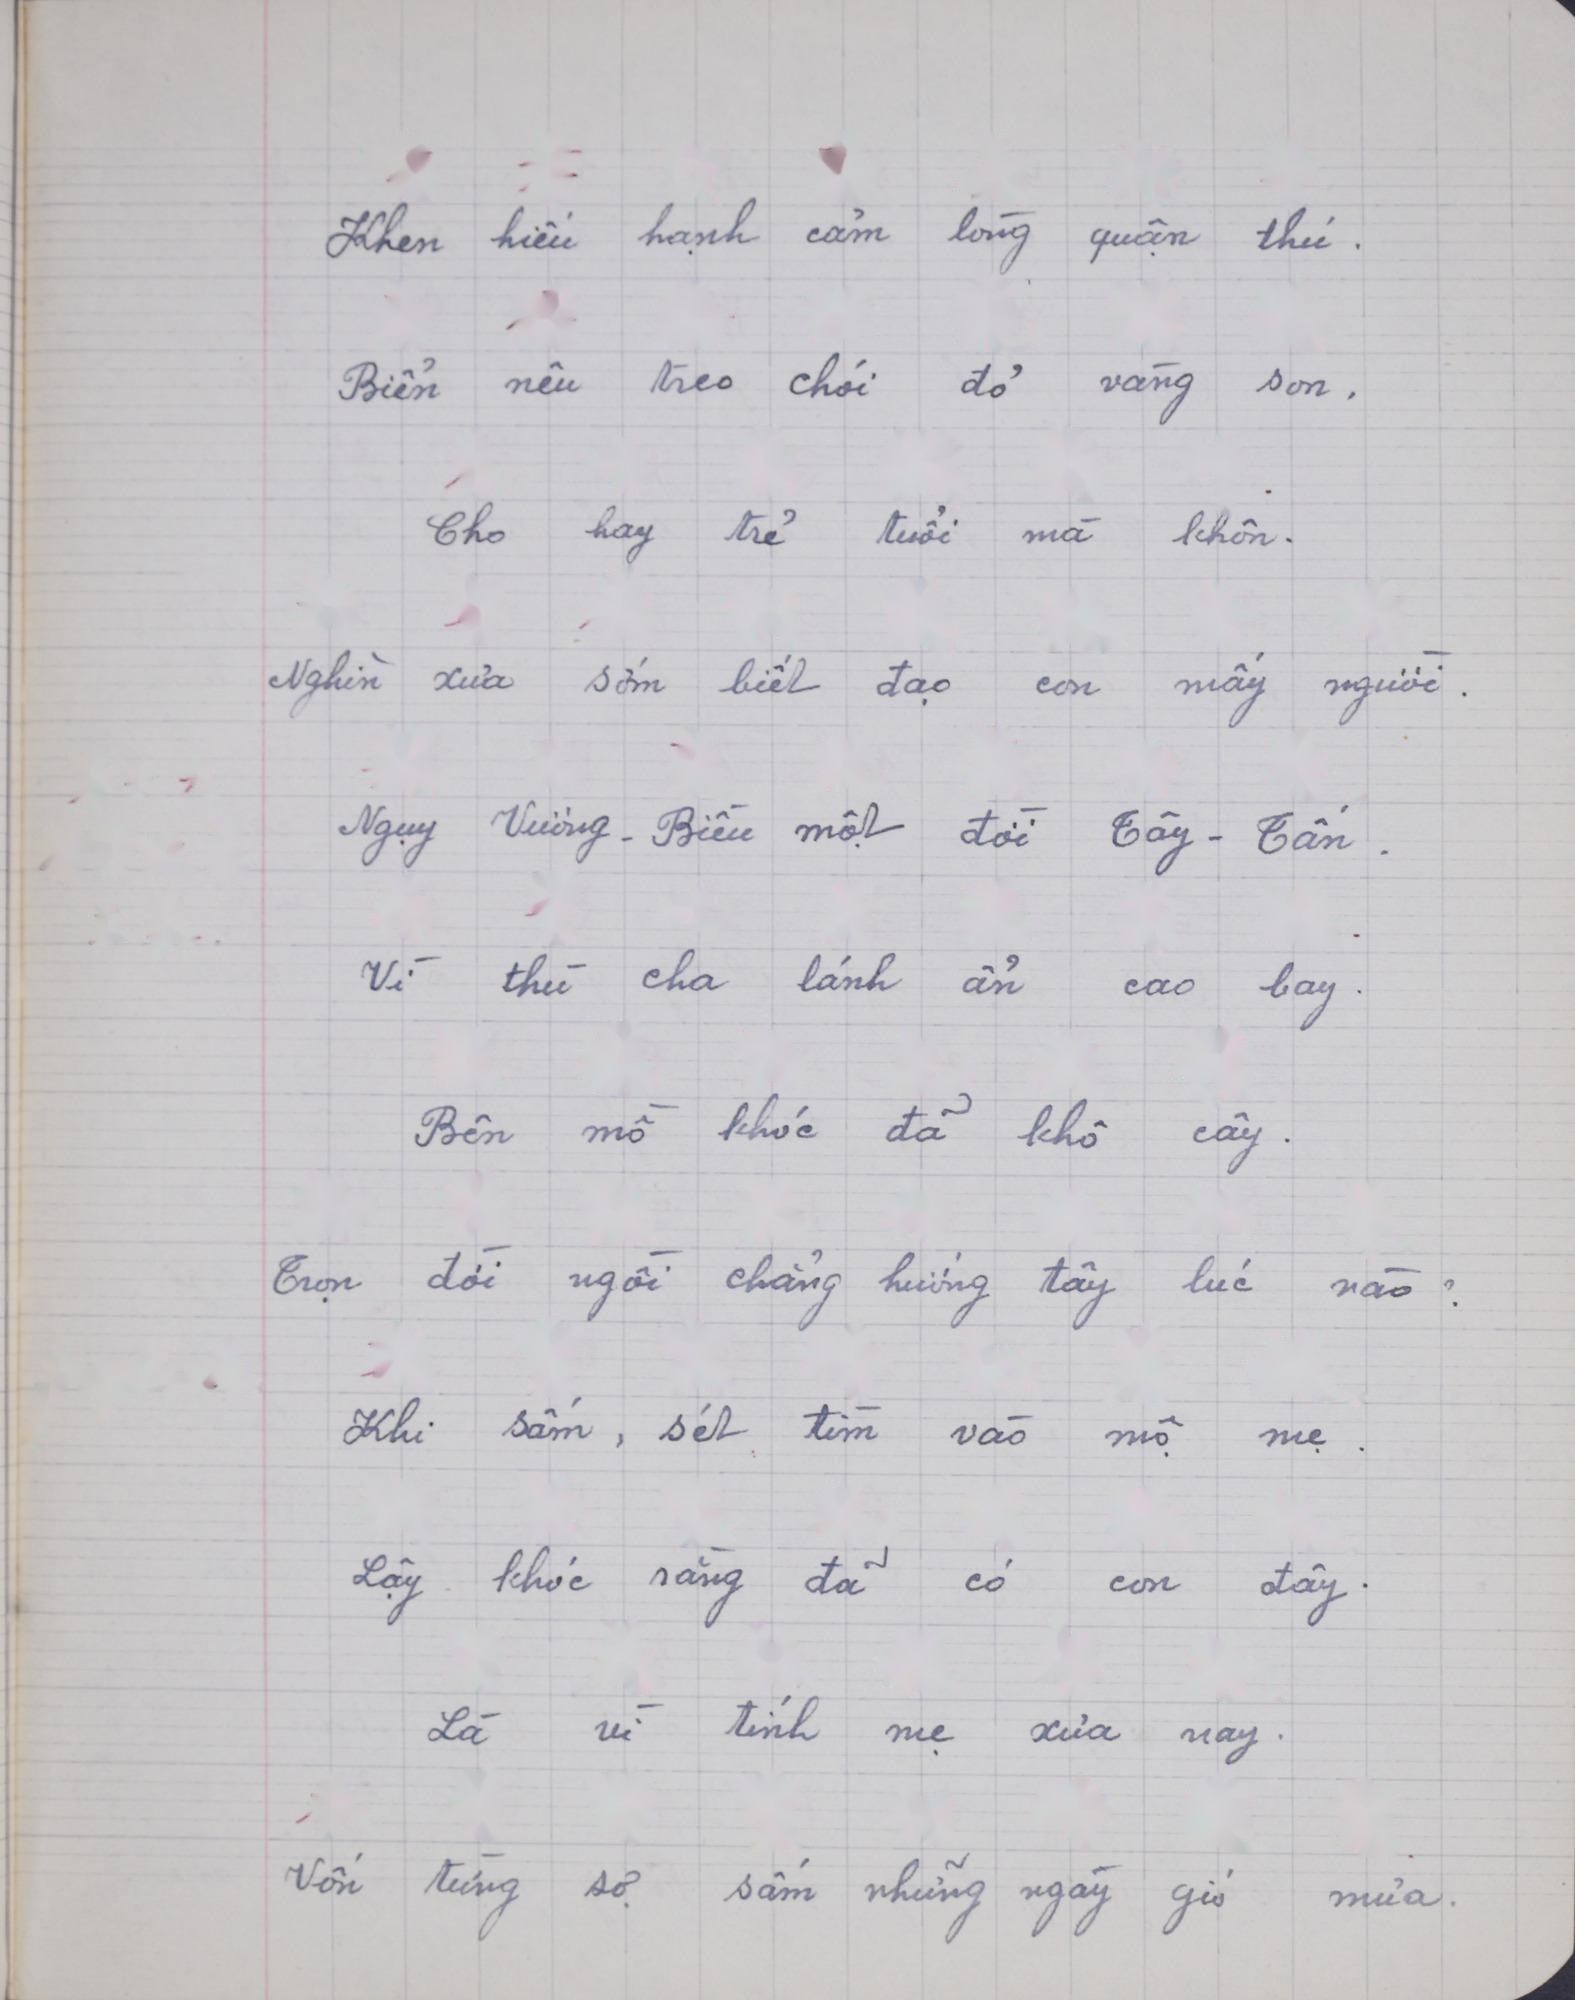 Khen hiếu hạnh cảm lòng quận thú.
Biển nêu treo chói đỏ vàng son.
Cho hay trẻ tuổi mà khôn.
Nghìn xưa sớm biết đạo con mấy người.
Ngụy Vương - Biều một đời Tây - Tấn.
Vì thù cha lánh ẩn cao bay.
Bên mồ khóc đã khô cây.
Trọn đời ngồi chẳng hướng tây lúc nào?
Khi sấm, sét tìm vào mộ mẹ.
Lậy khóc rằng đã có con đây.
Là vì tính mẹ xưa nay.
Vốn từng sợ sấm những ngày gió mưa.